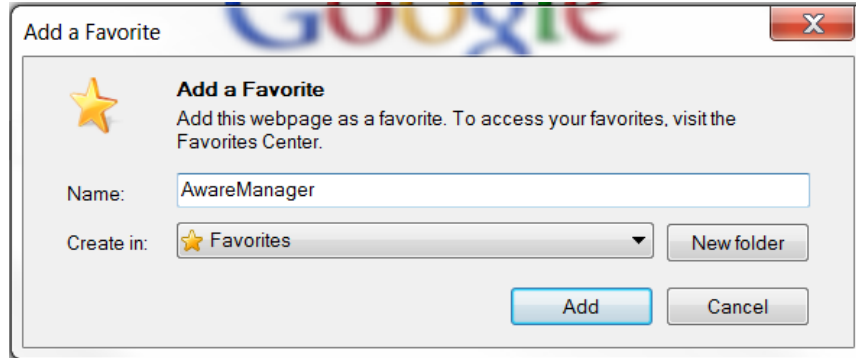 Google
Add a Favorite
Add a Favorite
Add this webpage as a favorite. To access your favorites, visit the
Favorites Center.
Name: AwareManager
Create in: Favorites New folder
Add Cancel